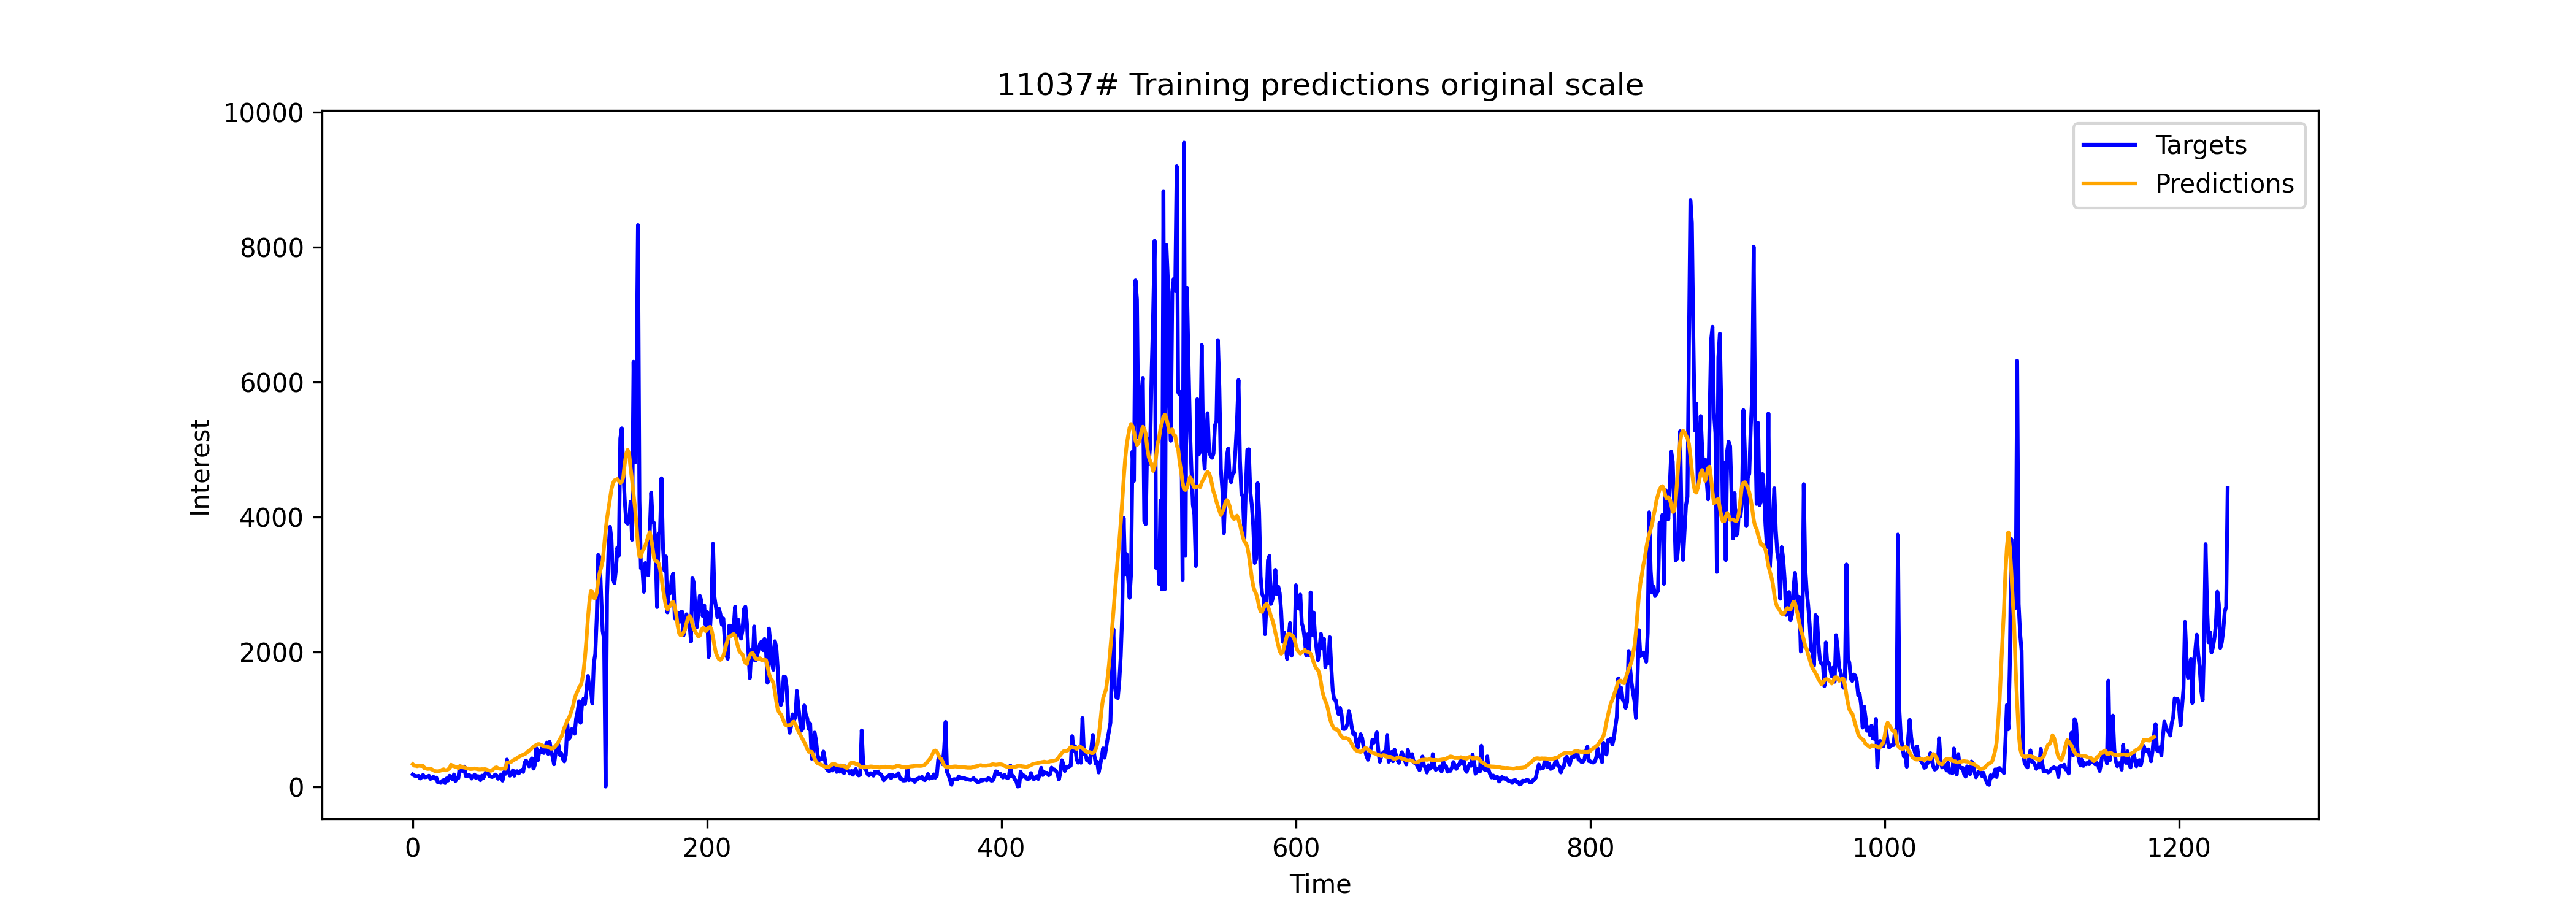 11037# Training predictions original scale
10000
8000
6000
4000
2000
0
Interest
Targets
Predictions
0 200 400 600 800 1000 1200
Time